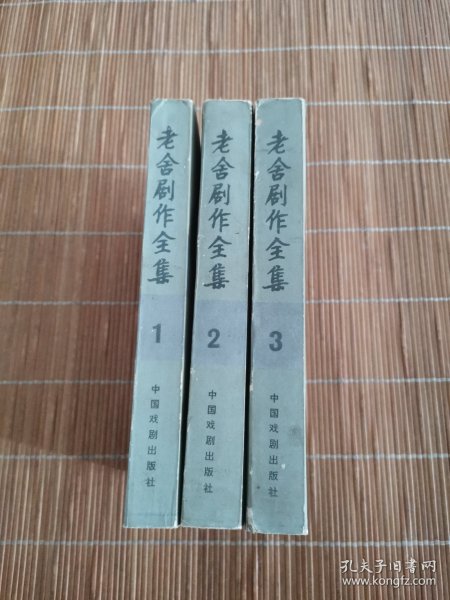 老舍剧作全集
1
中国戏剧出版社
老舍剧作全集
2
中国戏剧出版社
老舍剧作全集
3
中国戏剧出版社
孔夫子旧书网
www.kongfz.com